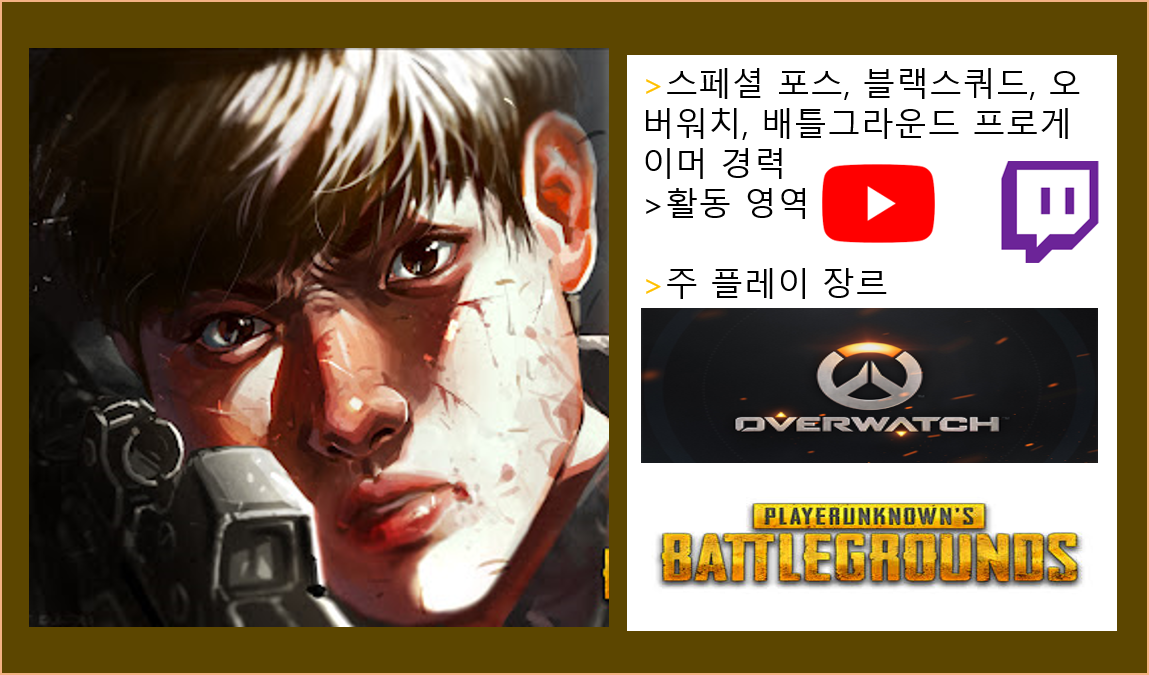 >스페셜 포스, 블랙스쿼드, 오
버워치, 배틀그라운드 프로게
이머 경력
>활동 영역
>주 플레이 장르
OVERWATCH
PLAYERUNKNOWN'S
BATTLEGROUNDS